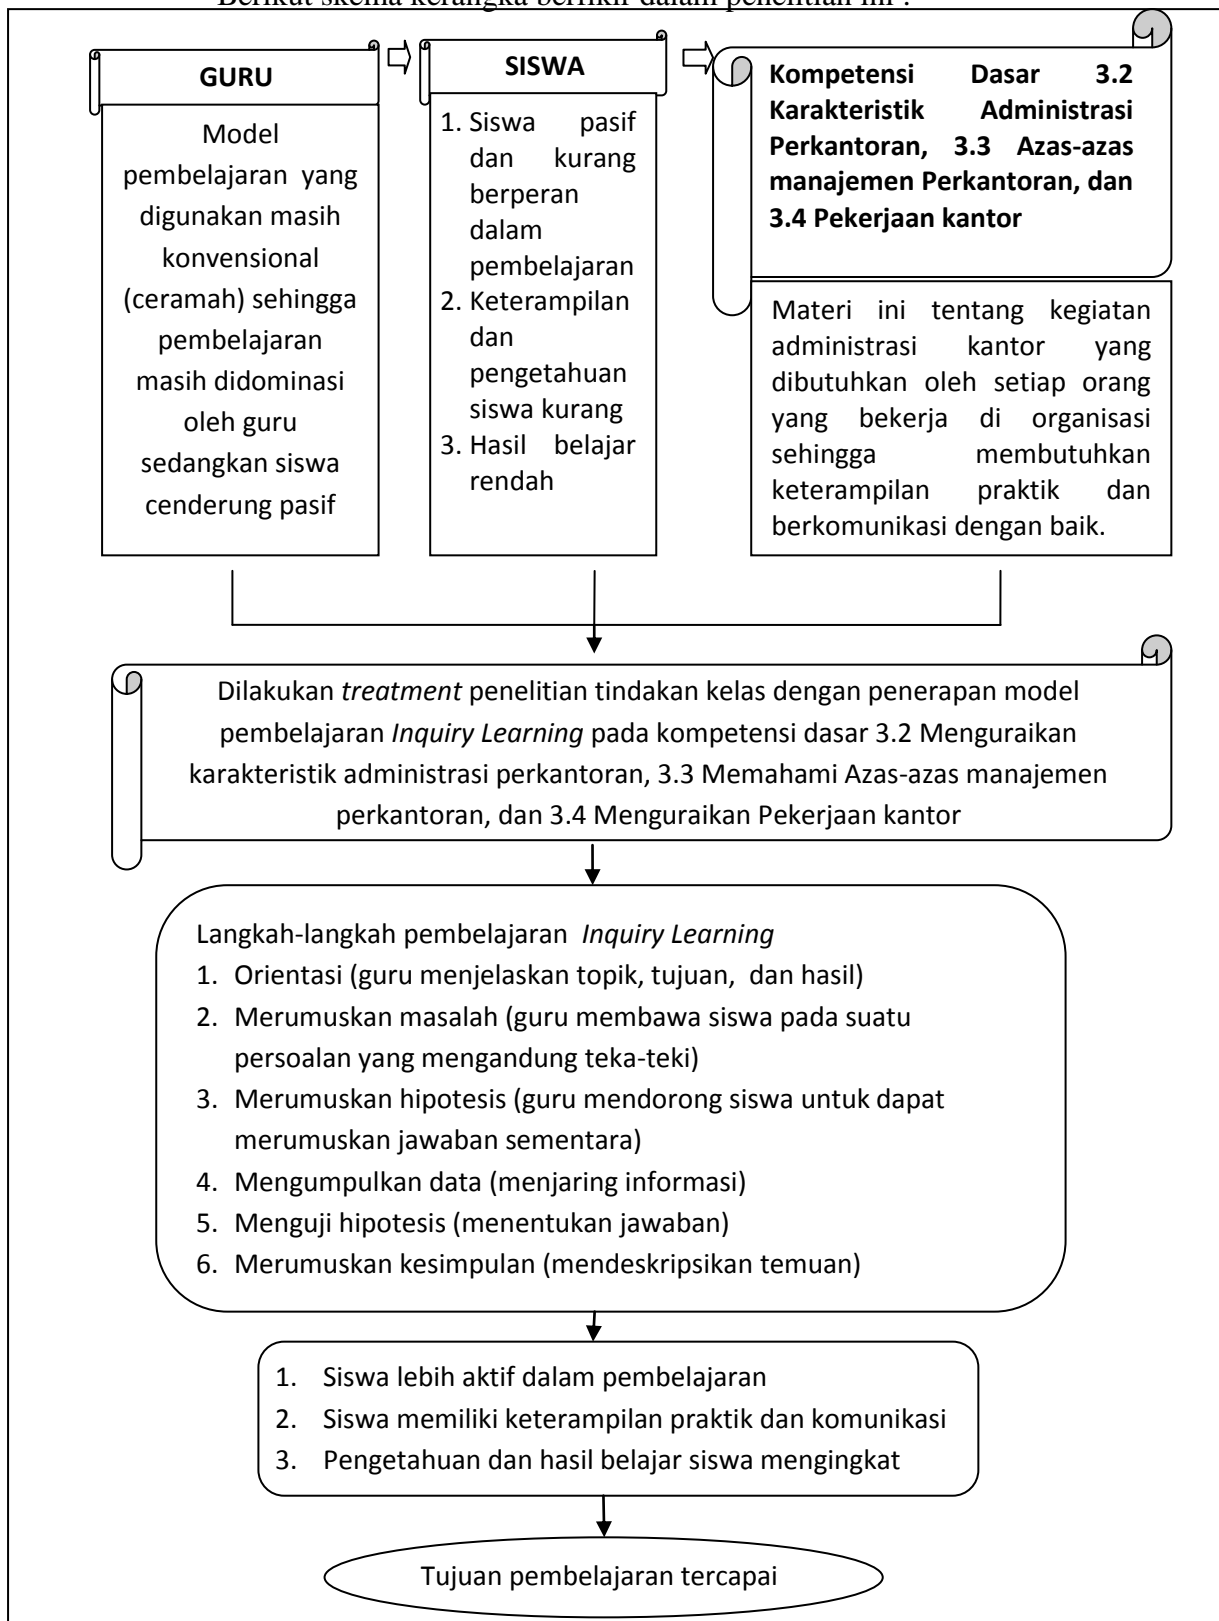 Berikut skema kerangka berfikir dalam penelitian ini :
GURU
Model
pembelajaran yang
digunakan masih
konvensional
(ceramah) sehingga
pembelajaran
masih didominasi
oleh guru
sedangkan siswa
cenderung pasif
SISWA
1. Siswa pasif
dan kurang
berperan
dalam
pembelajaran
2. Keterampilan
dan
pengetahuan
siswa kurang
3. Hasil belajar
rendah
Kompetensi Dasar 3.2
Karakteristik Administrasi
Perkantoran, 3.3 Azas-azas
manajemen Perkantoran, dan
3.4 Pekerjaan kantor
Materi ini tentang kegiatan
administrasi kantor yang
dibutuhkan oleh setiap orang
yang bekerja di organisasi
sehingga membutuhkan
keterampilan praktik dan
berkomunikasi dengan baik.
Dilakukan treatment penelitian tindakan kelas dengan penerapan model
pembelajaran Inquiry Learning pada kompetensi dasar 3.2 Menguraikan
karakteristik administrasi perkantoran, 3.3 Memahami Azas-azas manajemen
perkantoran, dan 3.4 Menguraikan Pekerjaan kantor
Langkah-langkah pembelajaran Inquiry Learning
1. Orientasi (guru menjelaskan topik, tujuan, dan hasil)
2. Merumuskan masalah (guru membawa siswa pada suatu
persoalan yang mengandung teka-teki)
3. Merumuskan hipotesis (guru mendorong siswa untuk dapat
merumuskan jawaban sementara)
4. Mengumpulkan data (menjaring informasi)
5. Menguji hipotesis (menentukan jawaban)
6. Merumuskan kesimpulan (mendeskripsikan temuan)
1. Siswa lebih aktif dalam pembelajaran
2. Siswa memiliki keterampilan praktik dan komunikasi
3. Pengetahuan dan hasil belajar siswa mengingkat
Tujuan pembelajaran tercapai